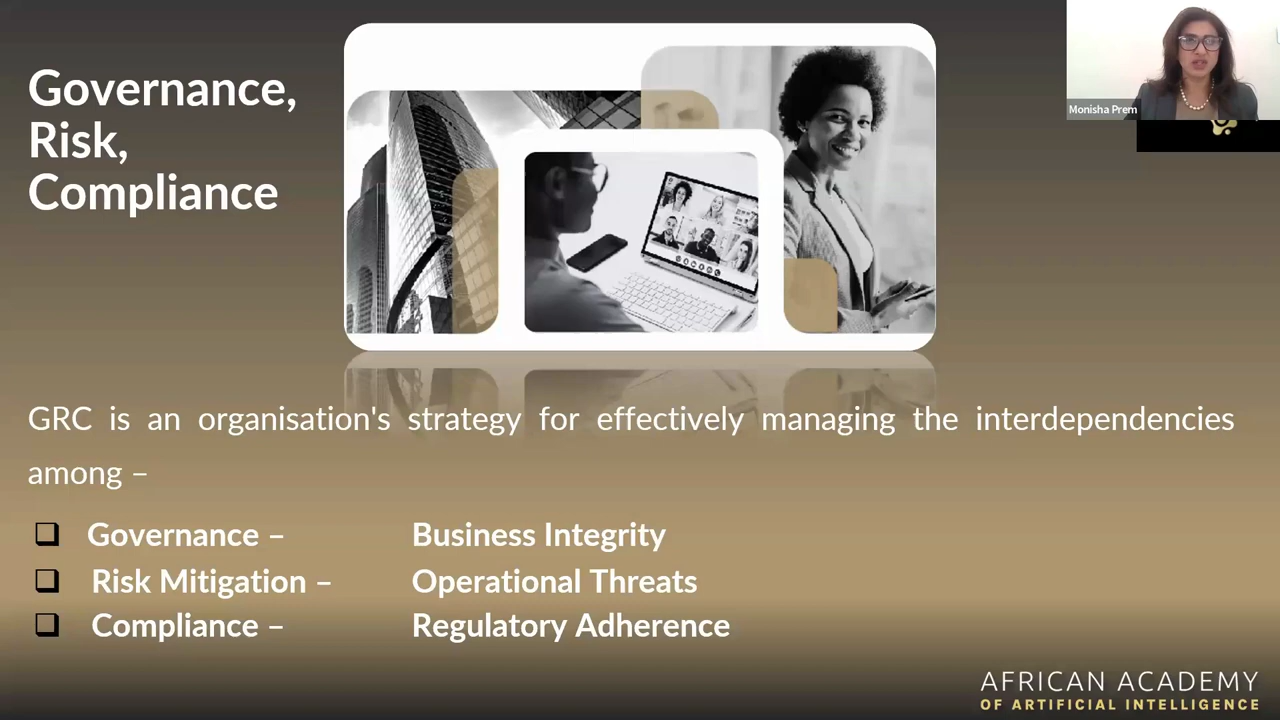 Governance,
Risk,
Compliance
Monisha Prem
GRC is an organisation's strategy for effectively managing the interdependencies
among –
❑ Governance – Business Integrity
❑ Risk Mitigation – Operational Threats
❑ Compliance – Regulatory Adherence
AFRICAN ACADEMY
OF ARTIFICIAL INTELLIGENCE